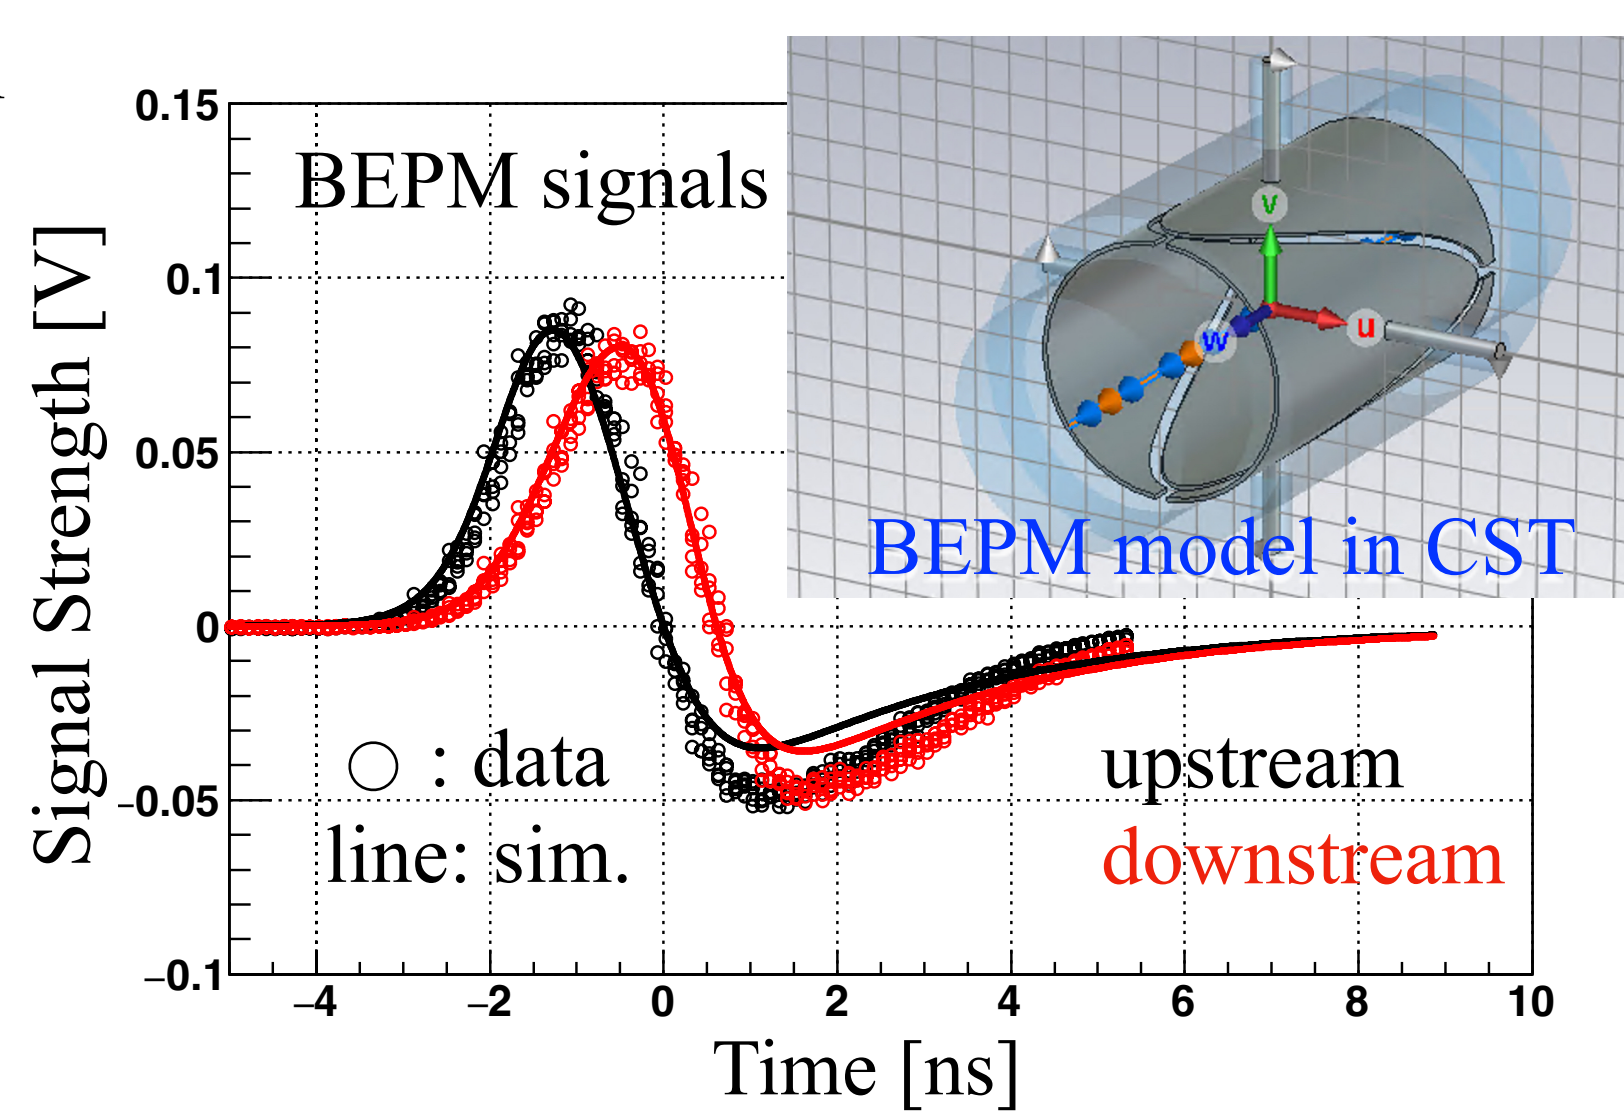 BEPM signals
Signal Strength [V]
0.15
0.1
0.05
0
−0.05
−0.1
v
u
w
BEPM model in CST
○ : data
line: sim.
upstream
downstream
−4 −2 0 2 4 6 8 10
Time [ns]